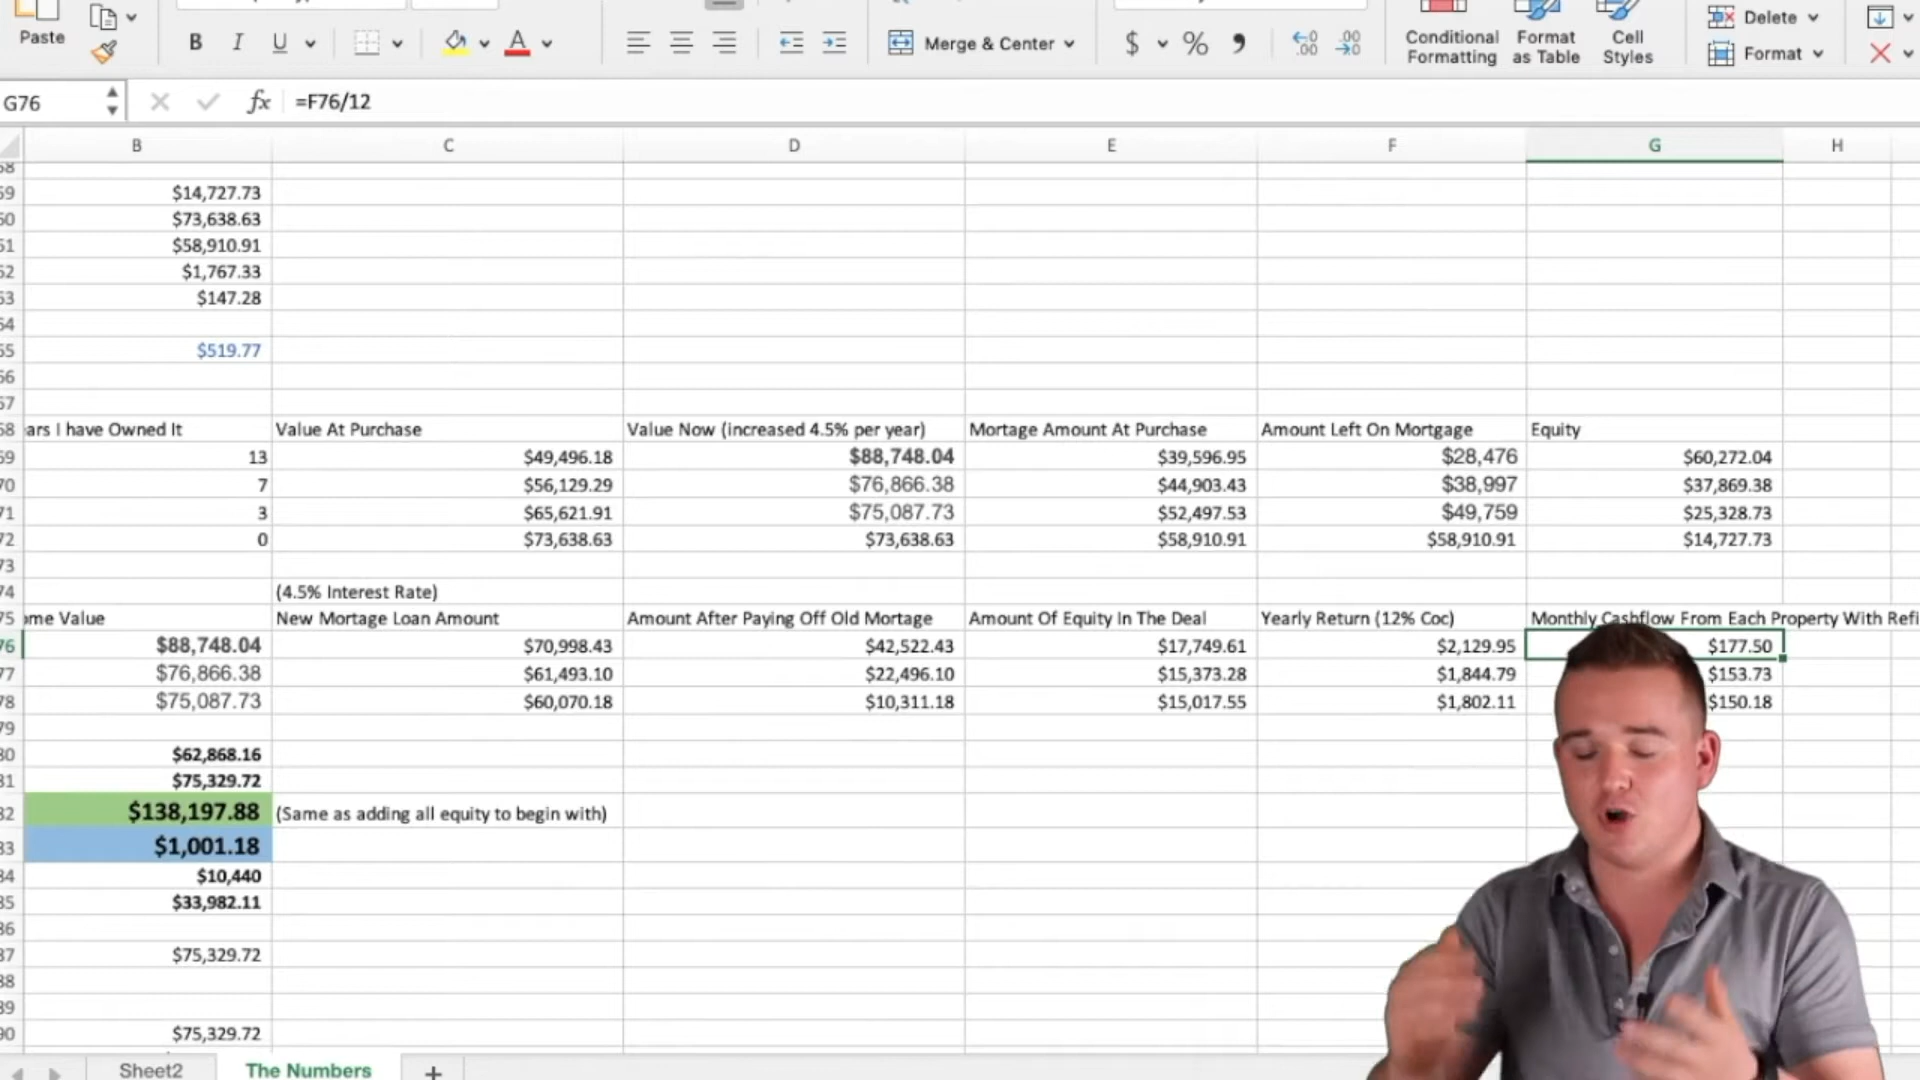 Paste
B I U
A
Merge & Center
$ % 9
Conditional Formatting
Format as Table
Cell Styles
Delete
Format
G76 fx =F76/12
B C D E F G H
$14,727.73
$73,638.63
$58,910.91
$1,767.33
$147.28
$519.77
ars I have Owned It Value At Purchase Value Now (increased 4.5% per year) Mortage Amount At Purchase Amount Left On Mortgage Equity
13 $49,496.18 $88,748.04 $39,596.95 $28,476 $60,272.04
7 $56,129.29 $76,866.38 $44,903.43 $38,997 $37,869.38
3 $65,621.91 $75,087.73 $52,497.53 $49,759 $25,328.73
0 $73,638.63 $73,638.63 $58,910.91 $58,910.91 $14,727.73
(4.5% Interest Rate)
me Value New Mortage Loan Amount Amount After Paying Off Old Mortage Amount Of Equity In The Deal Yearly Return (12% Coc) Monthly Cashflow From Each Property With Refi
$88,748.04 $70,998.43 $42,522.43 $17,749.61 $2,129.95 $177.50
$76,866.38 $61,493.10 $22,496.10 $15,373.28 $1,844.79 $153.73
$75,087.73 $60,070.18 $10,311.18 $15,017.55 $1,802.11 $150.18
$62,868.16
$75,329.72
$138,197.88 (Same as adding all equity to begin with)
$1,001.18
$10,440
$33,982.11
$75,329.72
$75,329.72
Sheet2 The Numbers +